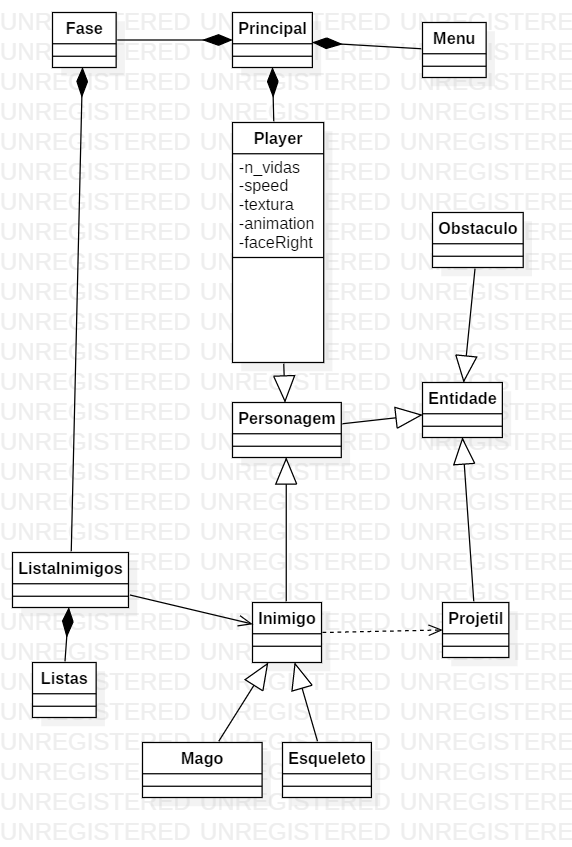 Fase
Principal
Menu
Player
-n_vidas
-speed
-textura
-animation
-faceRight
Obstaculo
Entidade
Personagem
ListaInimigos
Inimigo
Projetil
Listas
Mago
Esqueleto
UNREGISTERED UNREGISTERED UNREGISTERED